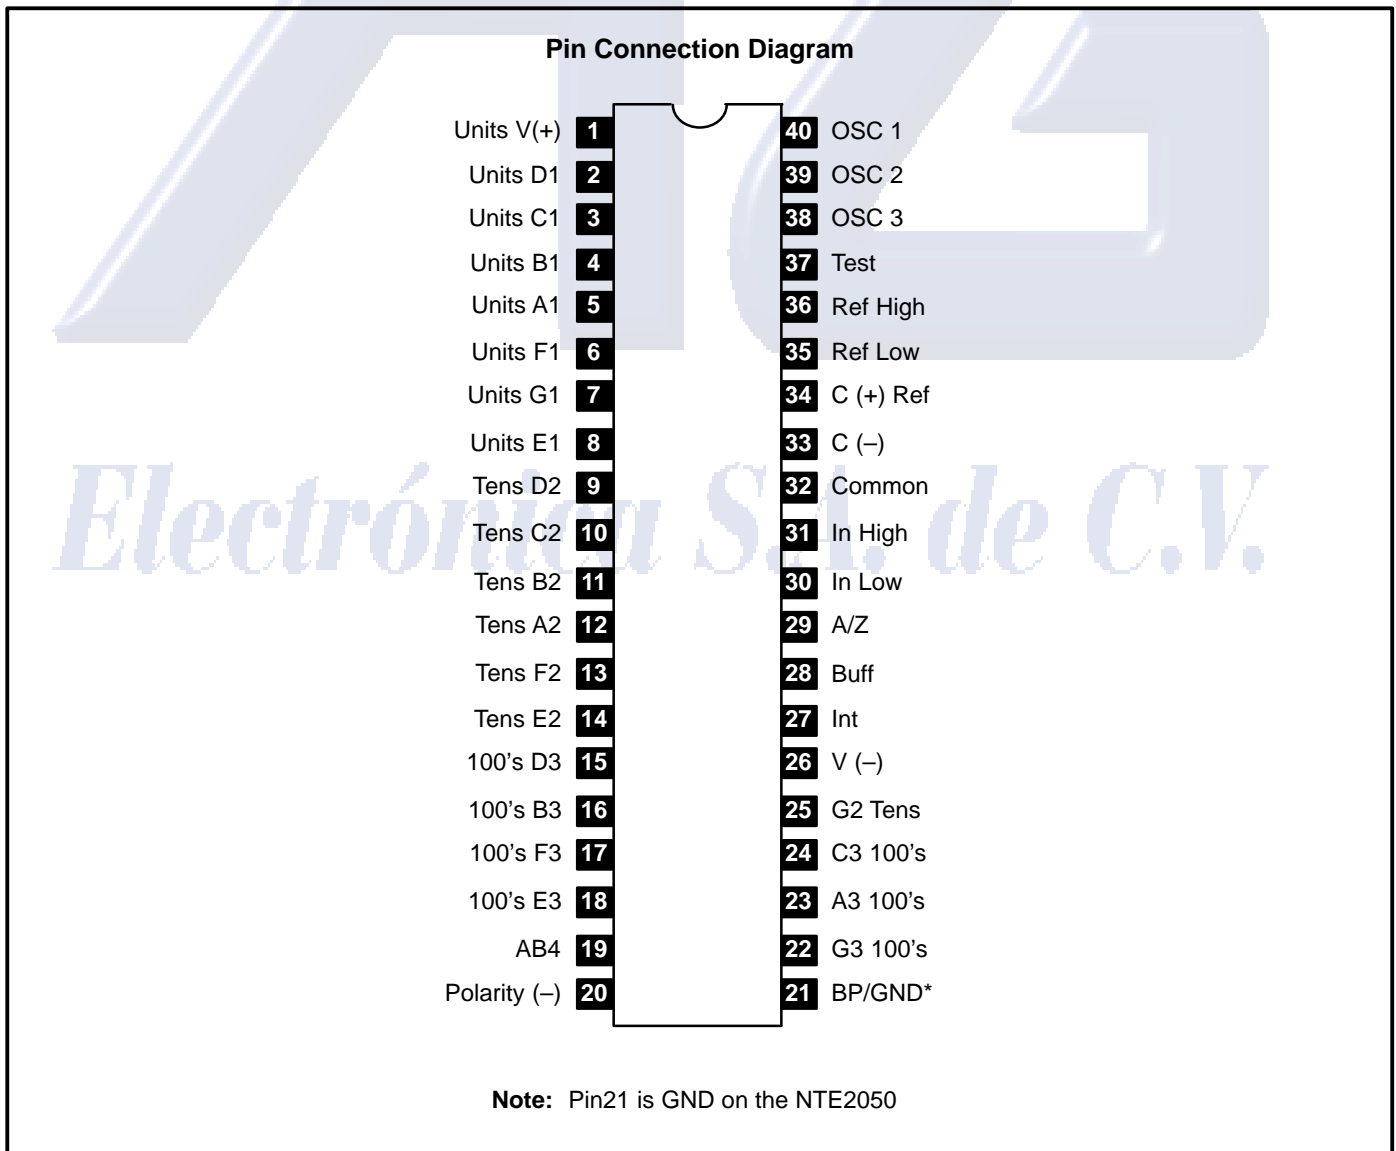 Pin Connection Diagram
Units V(+) 1 40 OSC 1
Units D1 2 39 OSC 2
Units C1 3 38 OSC 3
Units B1 4 37 Test
Units A1 5 36 Ref High
Units F1 6 35 Ref Low
Units G1 7 34 C (+) Ref
Units E1 8 33 C (–)
Tens D2 9 32 Common
Tens C2 10 31 In High
Tens B2 11 30 In Low
Tens A2 12 29 A/Z
Tens F2 13 28 Buff
Tens E2 14 27 Int
100’s D3 15 26 V (–)
100’s B3 16 25 G2 Tens
100’s F3 17 24 C3 100’s
100’s E3 18 23 A3 100’s
AB4 19 22 G3 100’s
Polarity (–) 20 21 BP/GND*
Note: Pin21 is GND on the NTE2050
Electrónica S.A. de C.V.